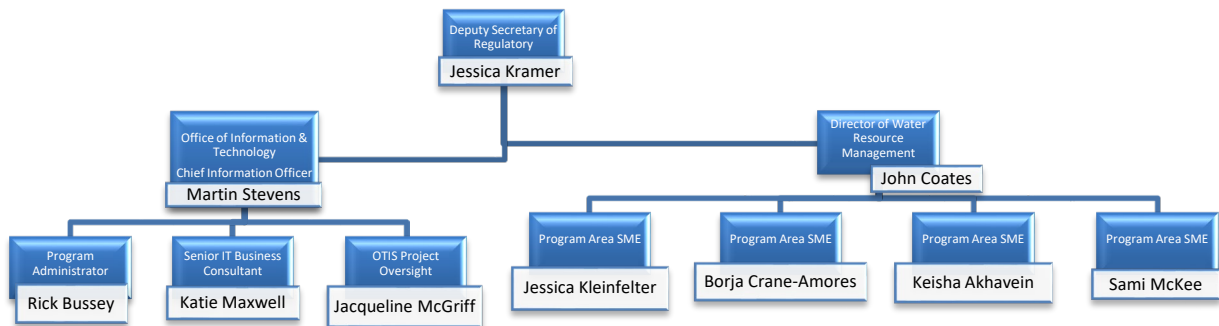 Deputy Secretary of
Regulatory
Jessica Kramer
Office of Information &
Technology
Chief Information Officer
Martin Stevens
Director of Water
Resource
Management
John Coates
Program
Administrator
Rick Bussey
Senior IT Business
Consultant
Katie Maxwell
OTIS Project
Oversight
Jacqueline McGriff
Program Area SME
Jessica Kleinfelter
Program Area SME
Borja Crane-Amores
Program Area SME
Keisha Akhavein
Program Area SME
Sami McKee